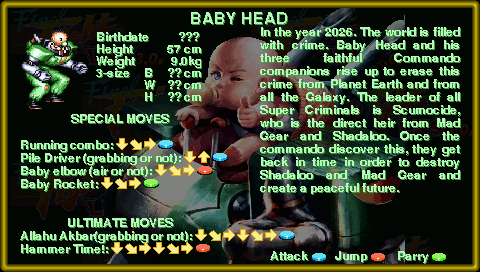 BABY HEAD
Birthdate ???
Height 57 cm
Weight 9.0kg
3-size B ?? cm
W ?? cm
H ?? cm
In the year 2026. The world is filled
with crime. Baby Head and his
three faithful Commando
companions rise up to erase this
crime from Planet Earth and from
all the Galaxy. The leader of all
Super Criminals is Scumocide,
who is the direct heir from Mad
Gear and Shadaloo. Once the
commando discover this, they get
back in time in order to destroy
Shadaloo and Mad Gear and
create a peaceful future.
SPECIAL MOVES
Running combo:
Pile Driver (grabbing or not):
Baby elbow (air or not):
Baby Rocket:
ULTIMATE MOVES
Allahu Akbar(grabbing or not):
Hammer Time!:
Attack Jump Parry